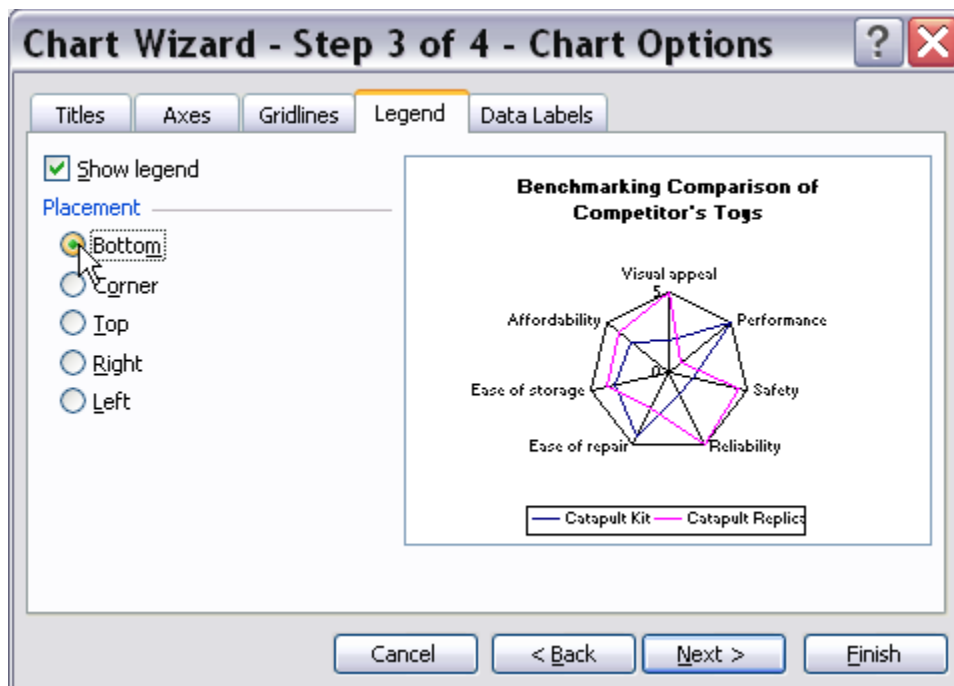 Chart Wizard - Step 3 of 4 - Chart Options
Titles Axes Gridlines Legend Data Labels
Show legend
Placement
Bottom
Corner
Top
Right
Left
Benchmarking Comparison of
Competitor's Toys
Visual appeal
5
Affordability
Performance
0
Ease of storage
Safety
Ease of repair
Reliability
Catapult Kit Catapult Replica
Cancel < Back Next > Finish